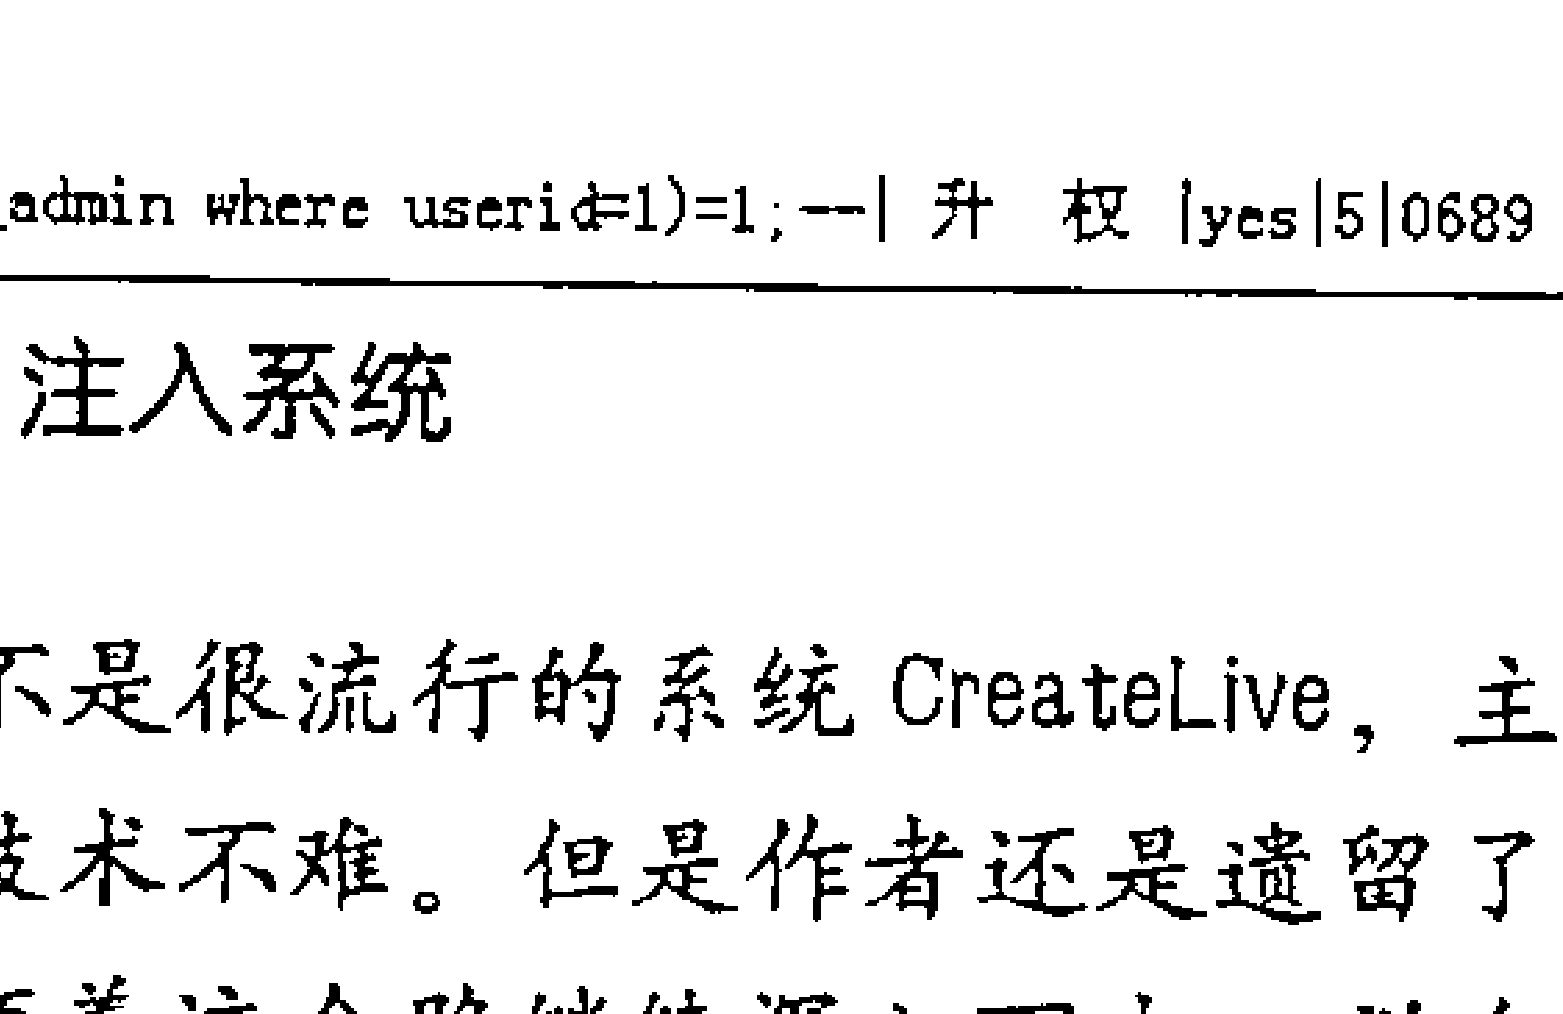 _admin where userid=1)=1;--| 升 权 |yes|5|0689
注入系统
不是很流行的系统 CreateLive，主
技术不难。但是作者还是遗留了